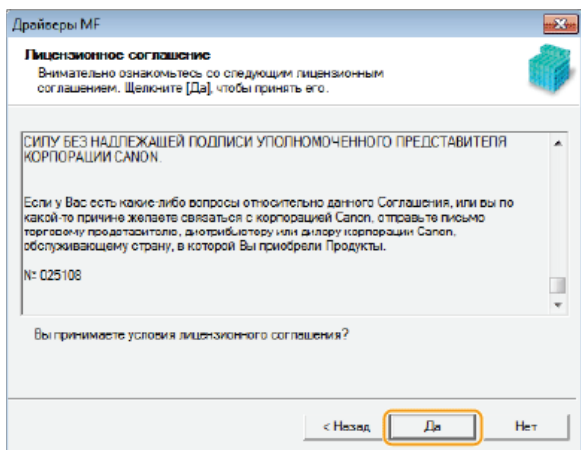 Драйверы MF
Лицензионное соглашение
Внимательно ознакомьтесь со следующим лицензионным
соглашением. Щелкните [Да], чтобы принять его.
СИЛУ БЕЗ НАДЛЕЖАЩЕЙ ПОДПИСИ УПОЛНОМОЧЕННОГО ПРЕДСТАВИТЕЛЯ
КОРПОРАЦИИ CANON.
Если у Вас есть какие-либо вопросы относительно данного Соглашения, или вы по
какой-то причине желаете связаться с корпорацией Canon, отправьте письмо
торговому представителю, дистрибьютору или дилеру корпорации Canon,
обслуживающему страну, в которой Вы приобрели Продукты.
№ 025108
Вы принимаете условия лицензионного соглашения?
< Назад
Да
Нет